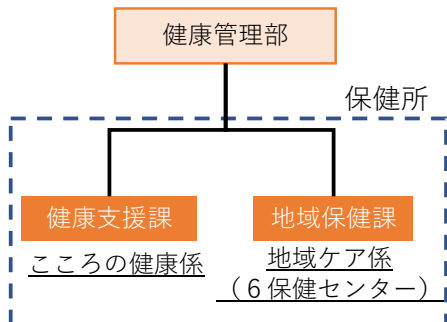 健康管理部
保健所
健康支援課
こころの健康係
地域保健課
地域ケア係
（６保健センター）